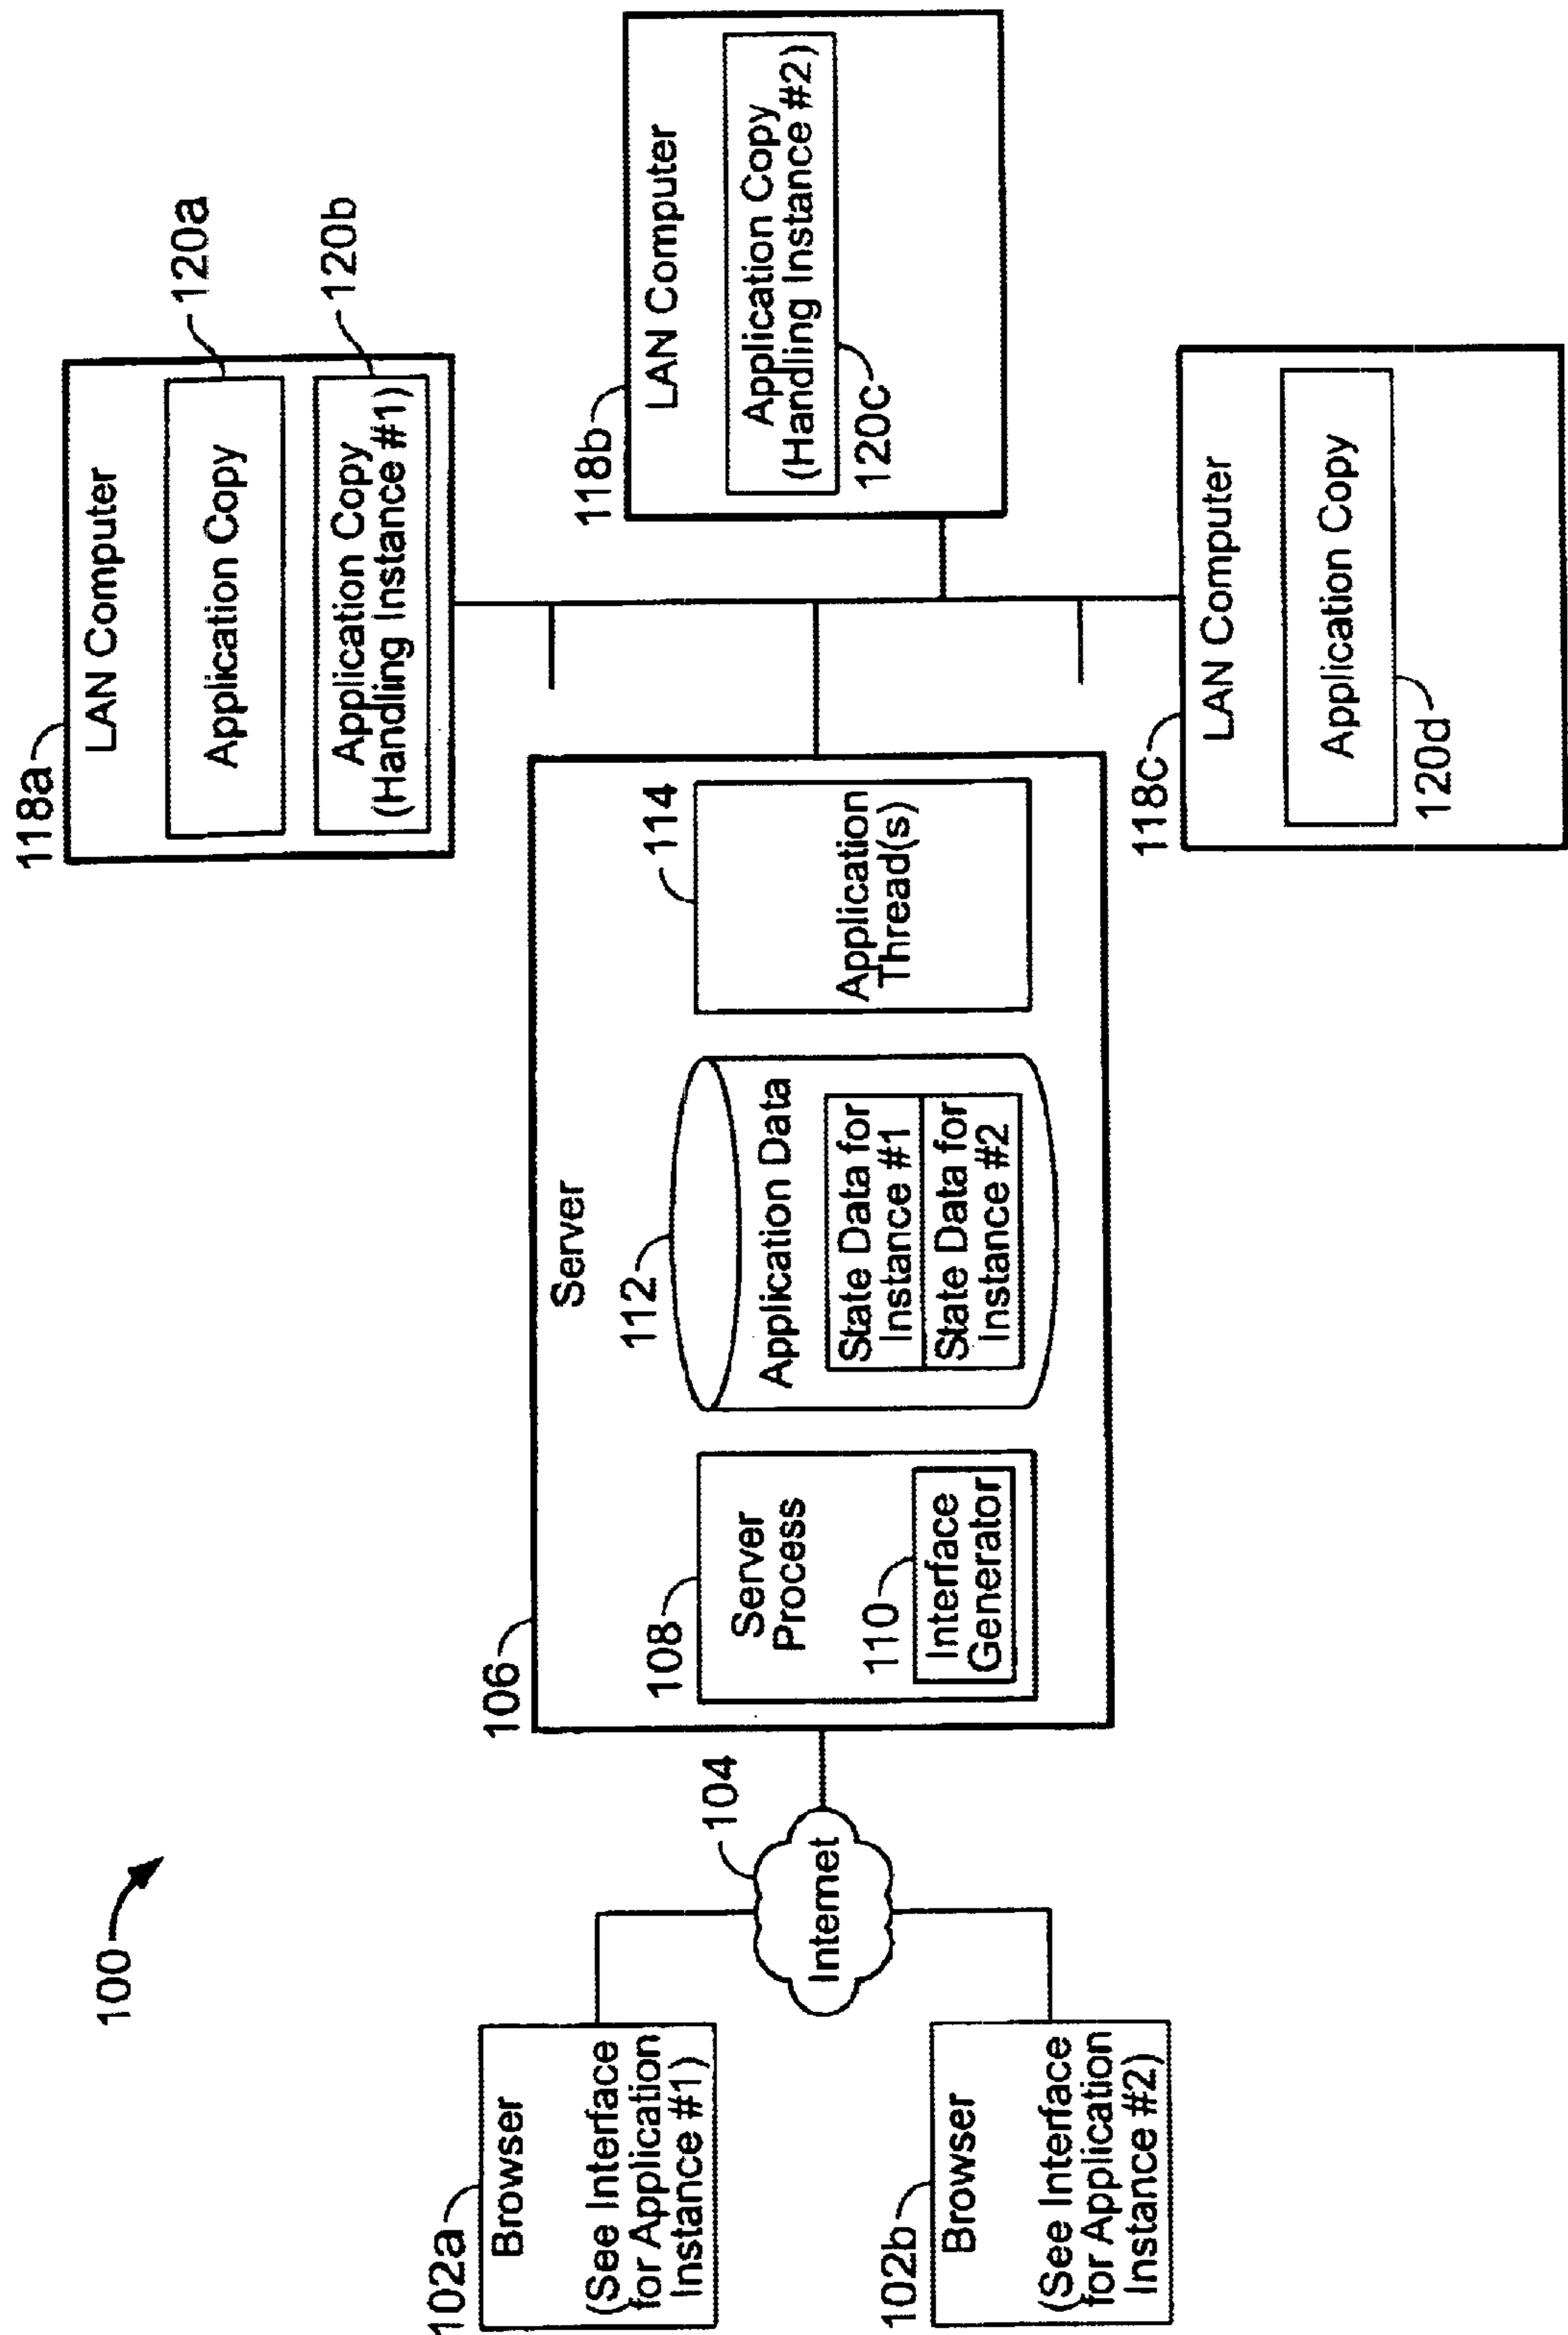 100
102a
Browser
(See Interface
for Application
Instance #1)
102b
Browser
(See Interface
for Application
Instance #2)
104
Internet
106
Server
108
Server
Process
110
Interface
Generator
112
Application Data
State Data for
Instance #1
State Data for
Instance #2
114
Application
Thread(s)
118a
LAN Computer
Application Copy
120a
Application Copy
(Handling Instance #1)
120b
118b
LAN Computer
Application Copy
(Handling Instance #2)
120c
118c
LAN Computer
Application Copy
120d